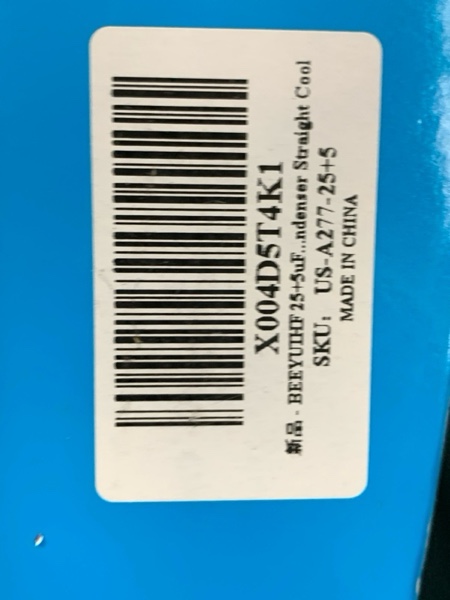 X004D5T4K1
新品 - BEEYUIHF 25+5uF...ndenser Straight Cool
SKU: US-A277-25+5
MADE IN CHINA